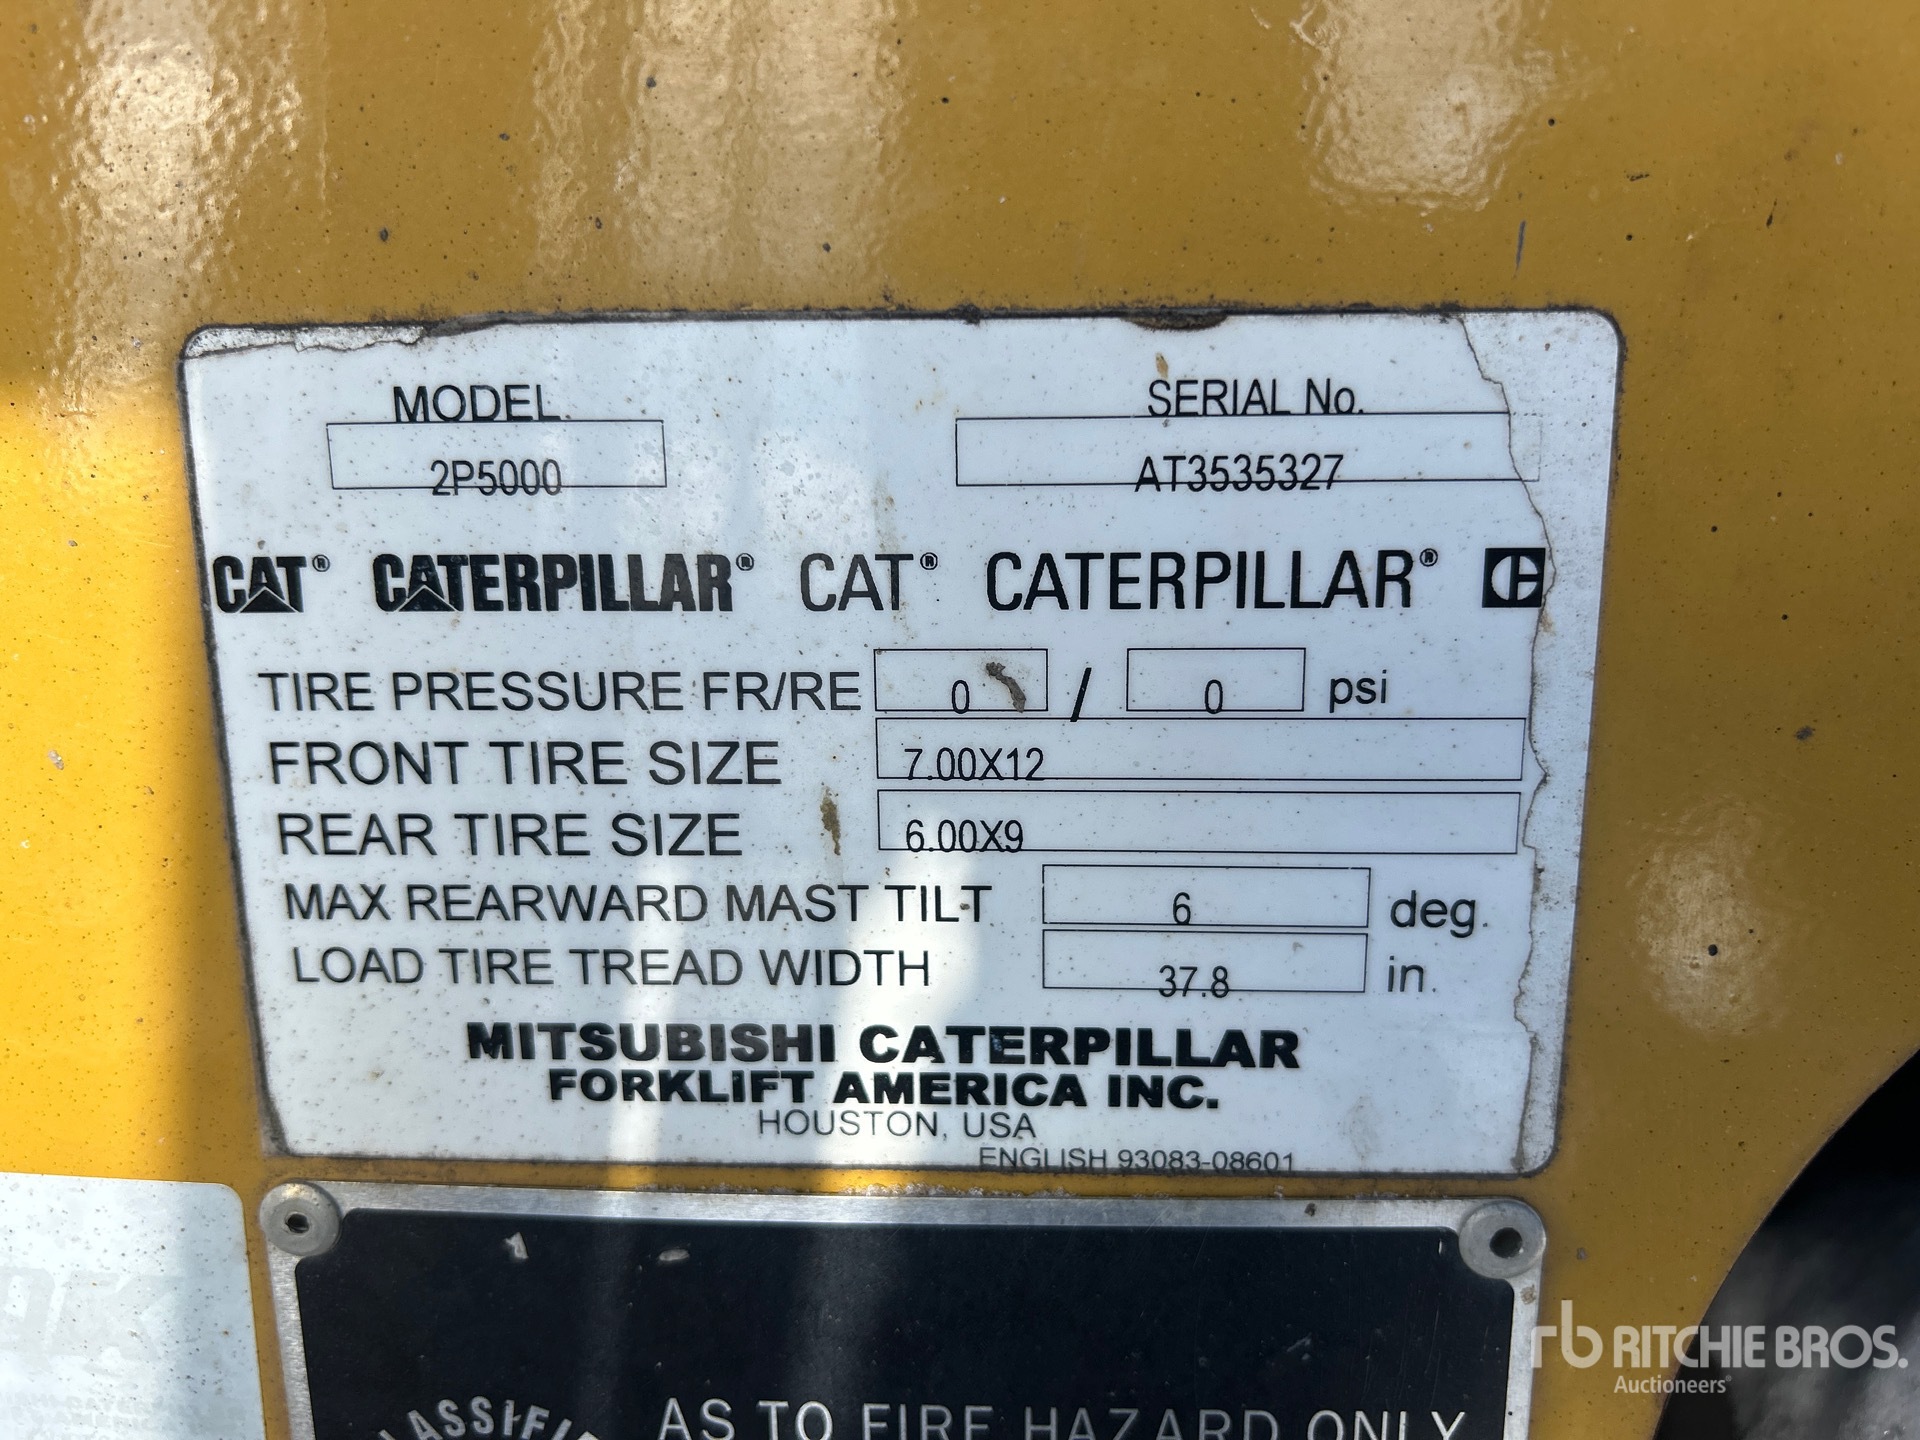 MODEL
SERIAL No.
2P5000
AT3535327
CAT® CATERPILLAR® CAT® CATERPILLAR®
TIRE PRESSURE FR/RE 0 / 0 psi
FRONT TIRE SIZE 7.00X12
REAR TIRE SIZE 6.00X9
MAX REARWARD MAST TILT 6 deg.
LOAD TIRE TREAD WIDTH 37.8 in.
MITSUBISHI CATERPILLAR
FORKLIFT AMERICA INC.
HOUSTON, USA
ENGLISH 93083-08601
AS TO FIRE HAZARD ONLY
rb RITCHIE BROS.
Auctioneers